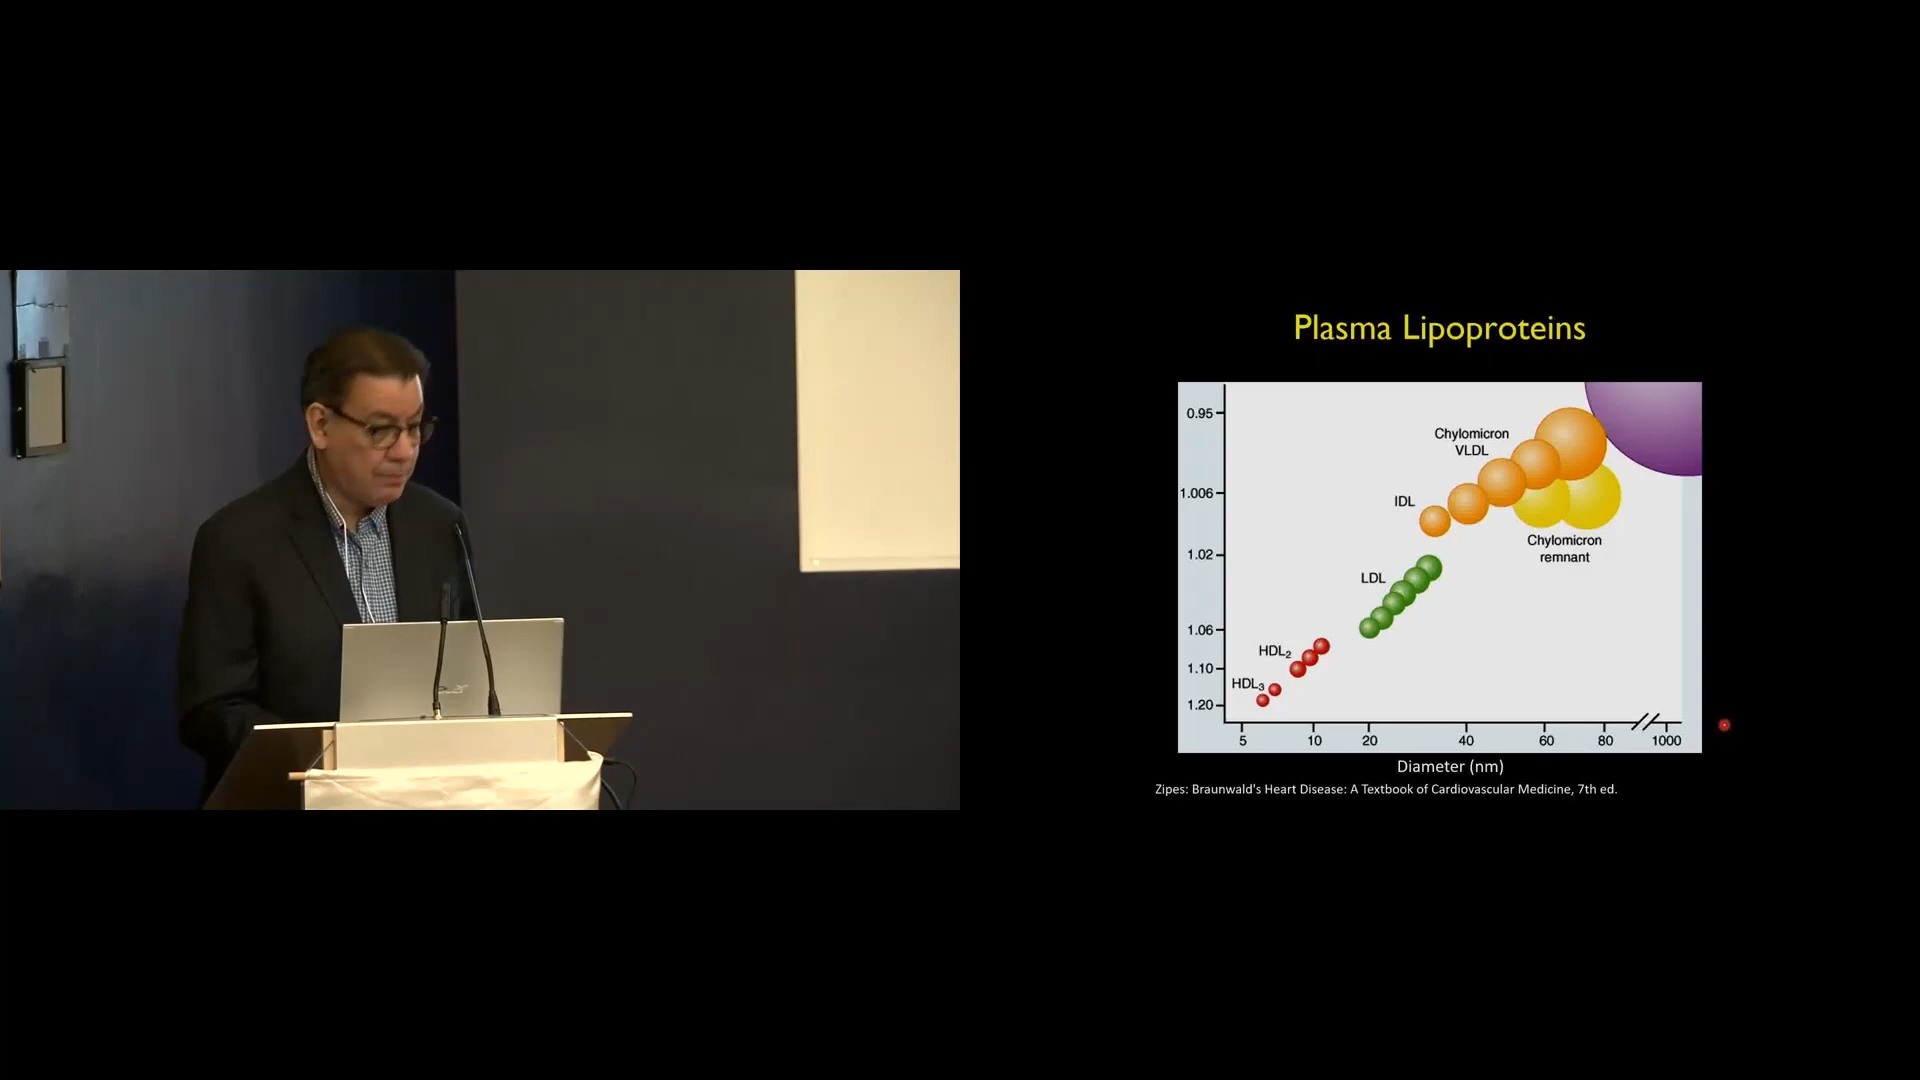 Plasma Lipoproteins
0.95
1.006
1.02
1.06
1.10
1.20
Chylomicron
VLDL
IDL
Chylomicron
remnant
LDL
HDL₂
HDL₃
5 10 20 40 60 80 1000
Diameter (nm)
Zipes: Braunwald's Heart Disease: A Textbook of Cardiovascular Medicine, 7th ed.